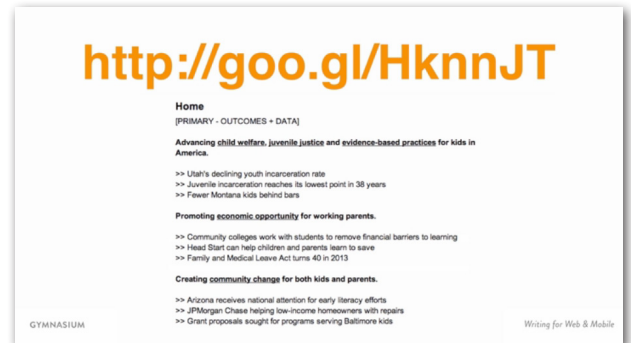 http://goo.gl/HknnJT
Home
[PRIMARY - OUTCOMES + DATA]
Advancing child welfare, juvenile justice and evidence-based practices for kids in
America.
>> Utah's declining youth incarceration rate
>> Juvenile incarceration reaches its lowest point in 38 years
>> Fewer Montana kids behind bars
Promoting economic opportunity for working parents.
>> Community colleges work with students to remove financial barriers to learning
>> Head Start can help children and parents learn to save
>> Family and Medical Leave Act turns 40 in 2013
Creating community change for both kids and parents.
>> Arizona receives national attention for early literacy efforts
>> JPMorgan Chase helping low-income homeowners with repairs
>> Grant proposals sought for programs serving Baltimore kids
GYMNASIUM
Writing for Web & Mobile